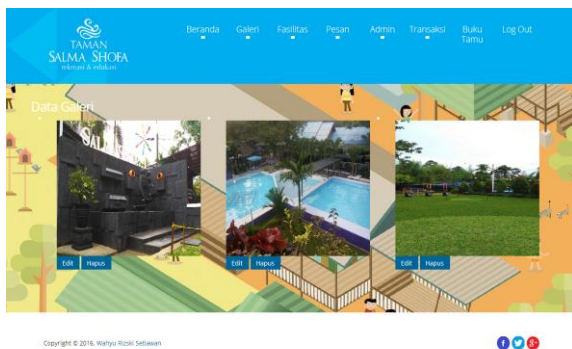 TAMAN
SALMA SHOFA
rekreasi & edukasi
Beranda Galeri Fasilitas Pesan Admin Transaksi Buku Tamu Log Out
Data Galeri
SAL
Edit Hapus
Edit Hapus
Edit Hapus
Copyright © 2016. Wahyu Rizski Setiawan